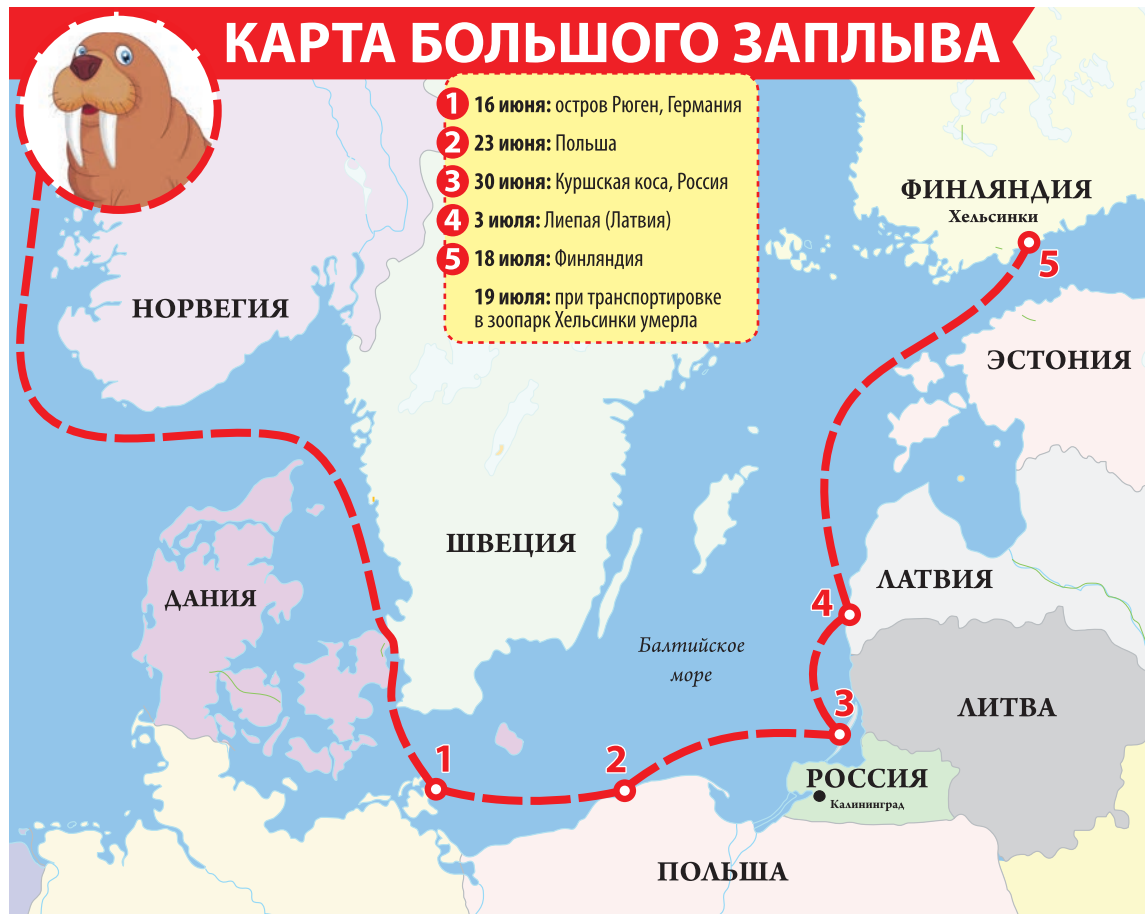 КАРТА БОЛЬШОГО ЗАПЛЫВА
1 16 июня: остров Рюген, Германия
2 23 июня: Польша
3 30 июня: Куршская коса, Россия
4 3 июля: Лиепая (Латвия)
5 18 июля: Финляндия
19 июля: при транспортировке
в зоопарк Хельсинки умерла
ФИНЛЯНДИЯ
Хельсинки
5
НОРВЕГИЯ
ЭСТОНИЯ
ШВЕЦИЯ
ДАНИЯ
ЛАТВИЯ
4
Балтийское
море
3
ЛИТВА
1
2
РОССИЯ
Калининград
ПОЛЬША